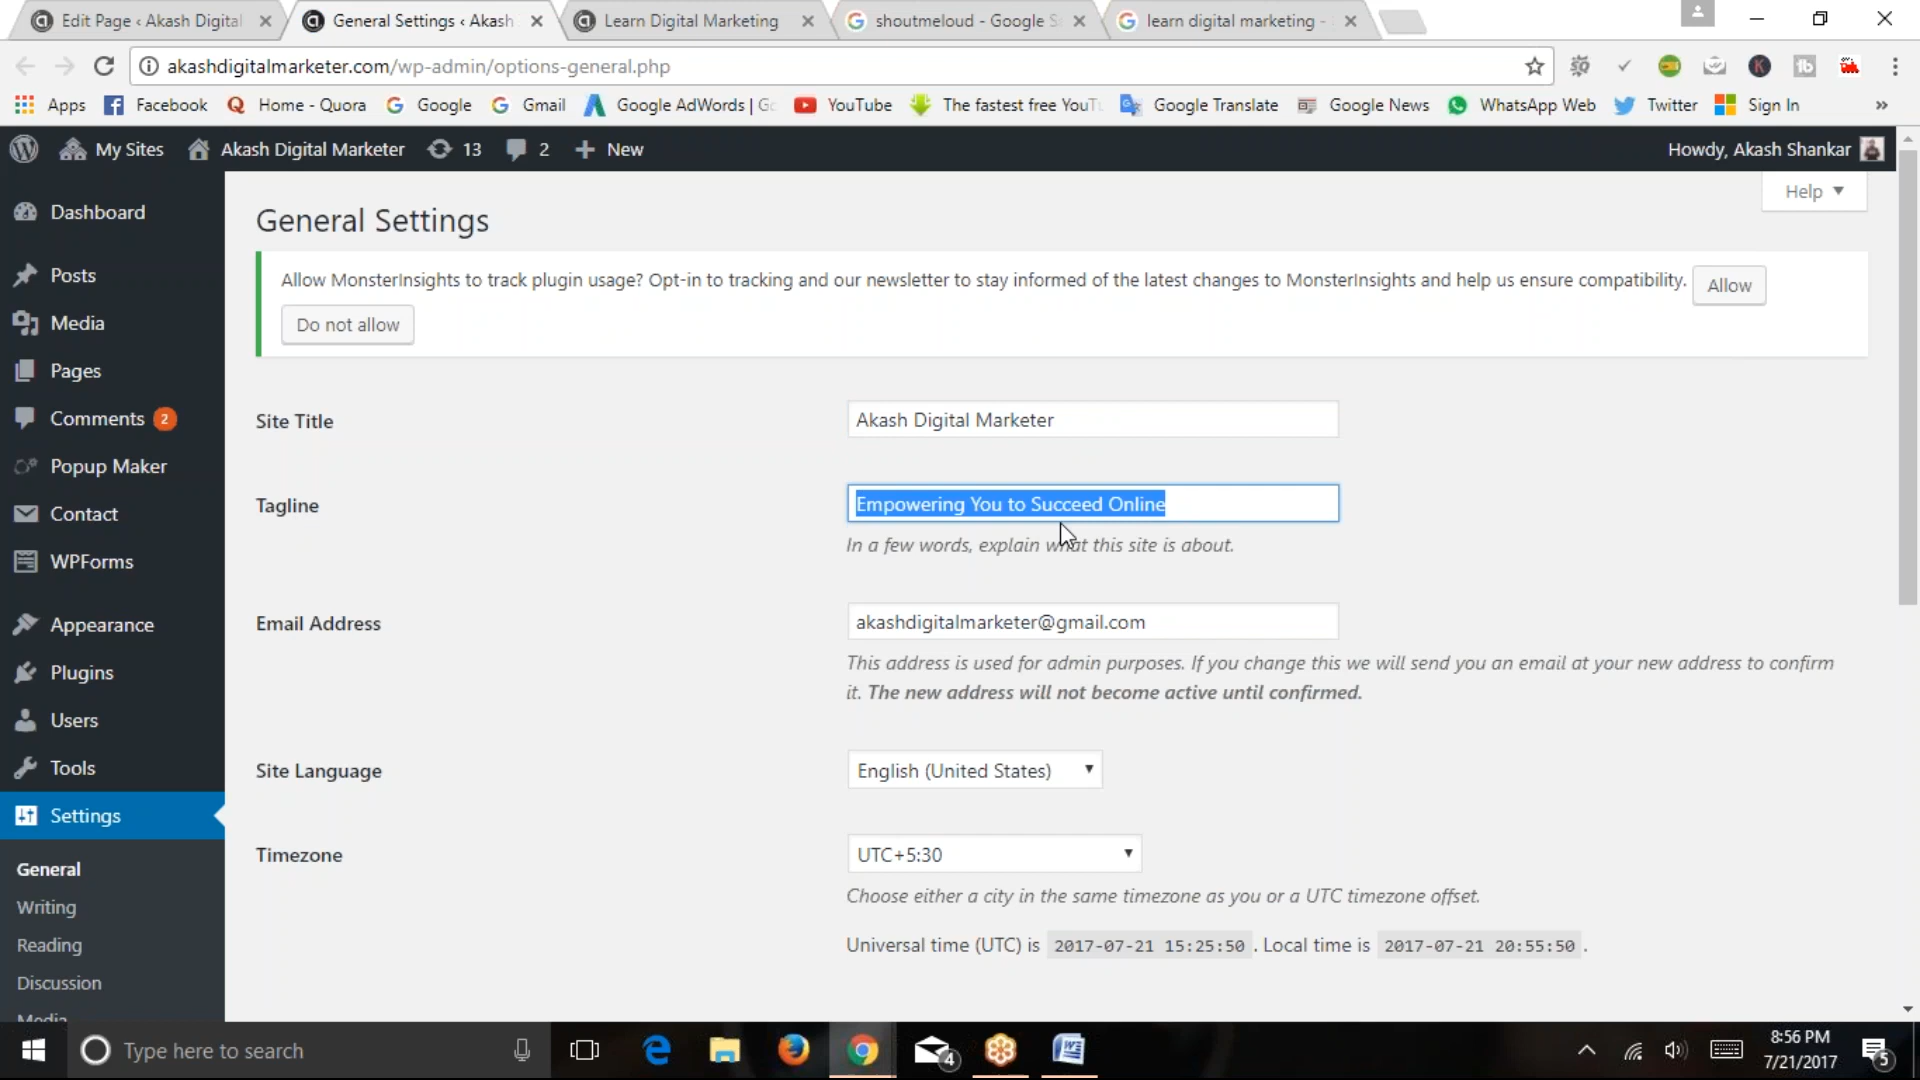 Edit Page ‹ Akash Digital
General Settings ‹ Akash
Learn Digital Marketing
shoutmeloud - Google S
learn digital marketing -
akashdigitalmarketer.com/wp-admin/options-general.php
Apps Facebook Home - Quora Google Gmail Google AdWords | Go YouTube The fastest free YouT Google Translate Google News WhatsApp Web Twitter Sign In »
My Sites Akash Digital Marketer 13 2 + New Howdy, Akash Shankar
Help
Dashboard
Posts
Media
Pages
Comments 2
Popup Maker
Contact
WPForms
Appearance
Plugins
Users
Tools
Settings
General
Writing
Reading
Discussion
Media
General Settings
Allow MonsterInsights to track plugin usage? Opt-in to tracking and our newsletter to stay informed of the latest changes to MonsterInsights and help us ensure compatibility. Allow
Do not allow
Site Title Akash Digital Marketer
Tagline Empowering You to Succeed Online
In a few words, explain what this site is about.
Email Address akashdigitalmarketer@gmail.com
This address is used for admin purposes. If you change this we will send you an email at your new address to confirm
it. The new address will not become active until confirmed.
Site Language English (United States)
Timezone UTC+5:30
Choose either a city in the same timezone as you or a UTC timezone offset.
Universal time (UTC) is 2017-07-21 15:25:50 . Local time is 2017-07-21 20:55:50 .
Type here to search
4
8:56 PM
7/21/2017
5